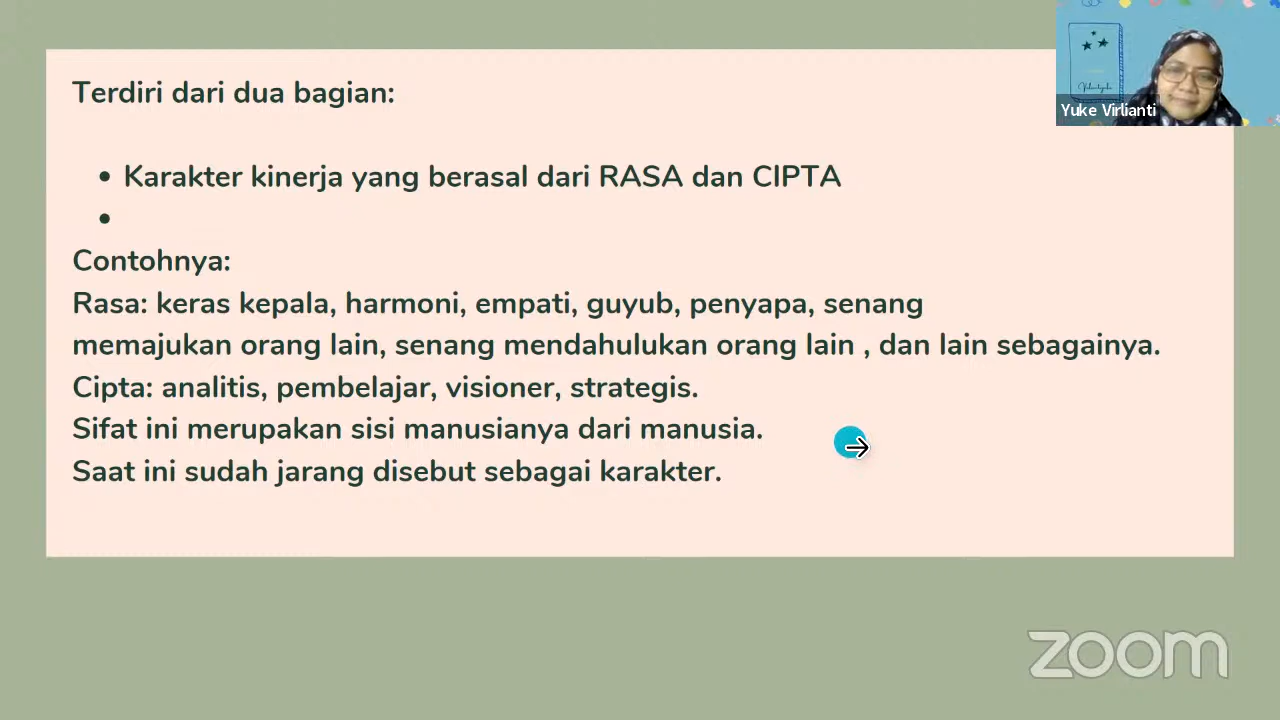 Terdiri dari dua bagian:
Yuke Virlianti
• Karakter kinerja yang berasal dari RASA dan CIPTA
•
Contohnya:
Rasa: keras kepala, harmoni, empati, guyub, penyapa, senang
memajukan orang lain, senang mendahulukan orang lain , dan lain sebagainya.
Cipta: analitis, pembelajar, visioner, strategis.
Sifat ini merupakan sisi manusianya dari manusia.
Saat ini sudah jarang disebut sebagai karakter.
zoom